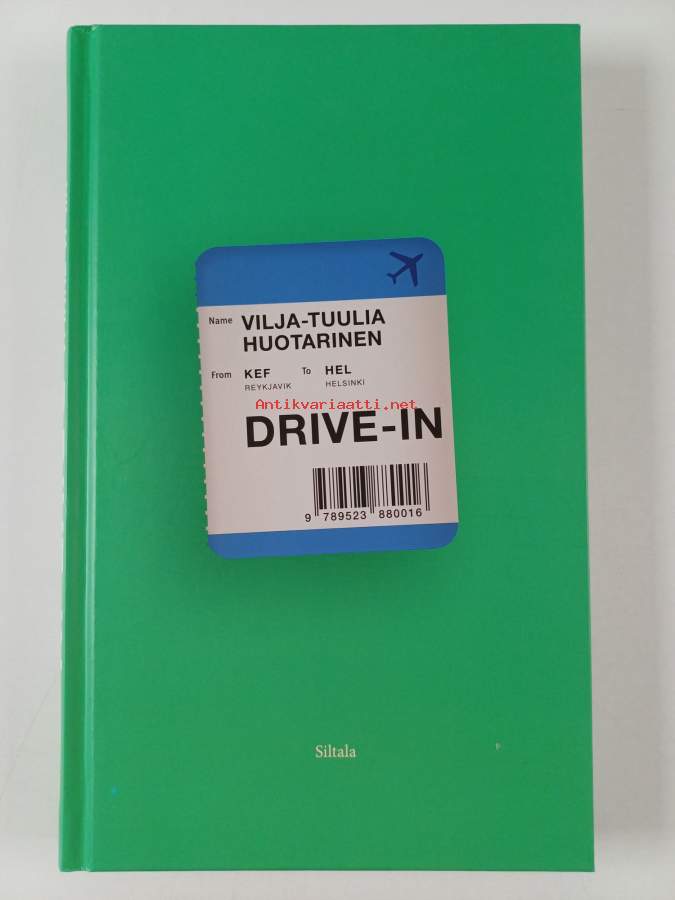 Name VILJA-TUULIA
HUOTARINEN
From KEF To HEL
REYKJAVIK HELSINKI
Antikvariaatti.net
DRIVE-IN
9 789523 880016
Siltala